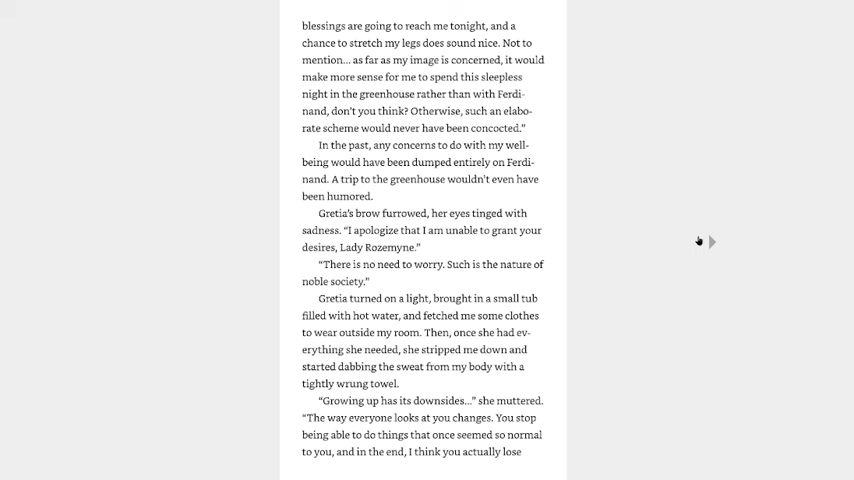 blessings are going to reach me tonight, and a
chance to stretch my legs does sound nice. Not to
mention... as far as my image is concerned, it would
make more sense for me to spend this sleepless
night in the greenhouse rather than with Ferdi-
nand, don’t you think? Otherwise, such an elabo-
rate scheme would never have been concocted.”
In the past, any concerns to do with my well-
being would have been dumped entirely on Ferdi-
nand. A trip to the greenhouse wouldn’t even have
been humored.
Gretia’s brow furrowed, her eyes tinged with
sadness. “I apologize that I am unable to grant your
desires, Lady Rozemyne.”
“There is no need to worry. Such is the nature of
noble society.”
Gretia turned on a light, brought in a small tub
filled with hot water, and fetched me some clothes
to wear outside my room. Then, once she had ev-
erything she needed, she stripped me down and
started dabbing the sweat from my body with a
tightly wrung towel.
“Growing up has its downsides...” she muttered.
“The way everyone looks at you changes. You stop
being able to do things that once seemed so normal
to you, and in the end, I think you actually lose